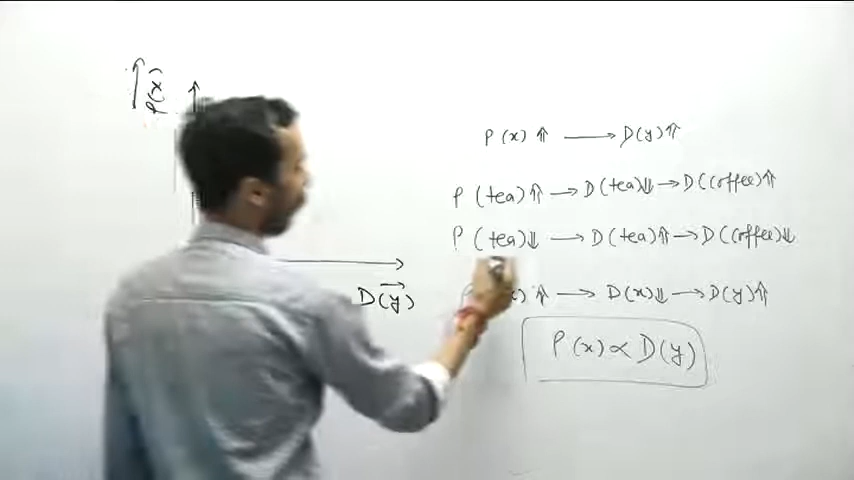 P(x)
D(y)
P (x) ⇑ → D(y) ⇑
P (tea) ⇑ → D(tea) ⇓ → D(coffee) ⇑
P (tea) ⇓ → D(tea) ⇑ → D(coffee) ⇓
x) ⇑ → D(x) ⇓ → D(y) ⇑
P (x) ∝ D(y)